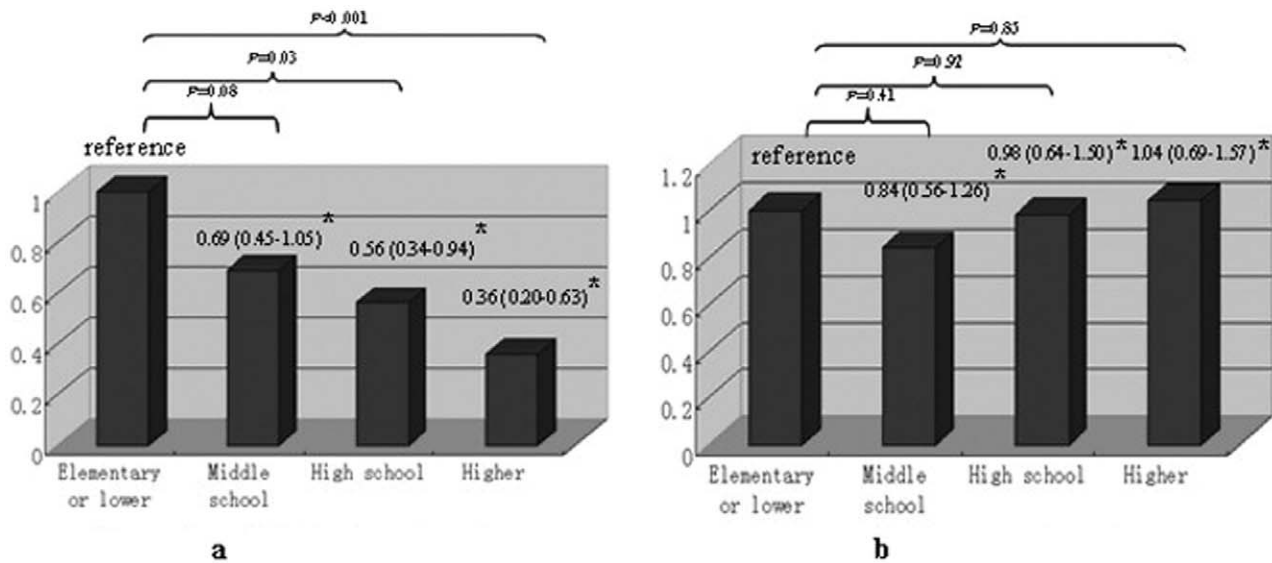 P<0.001
P=0.03
P=0.08
reference
1
0.8
0.6
0.4
0.2
0
0.69 (0.45-1.05)*
0.56 (0.34-0.94)*
0.36 (0.20-0.63)*
Elementary or lower
Middle school
High school
Higher
a
P=0.85
P=0.92
P=0.41
reference
1.2
1
0.8
0.6
0.4
0.2
0
0.84 (0.56-1.26)*
0.98 (0.64-1.50)*
1.04 (0.69-1.57)*
Elementary or lower
Middle school
High school
Higher
b